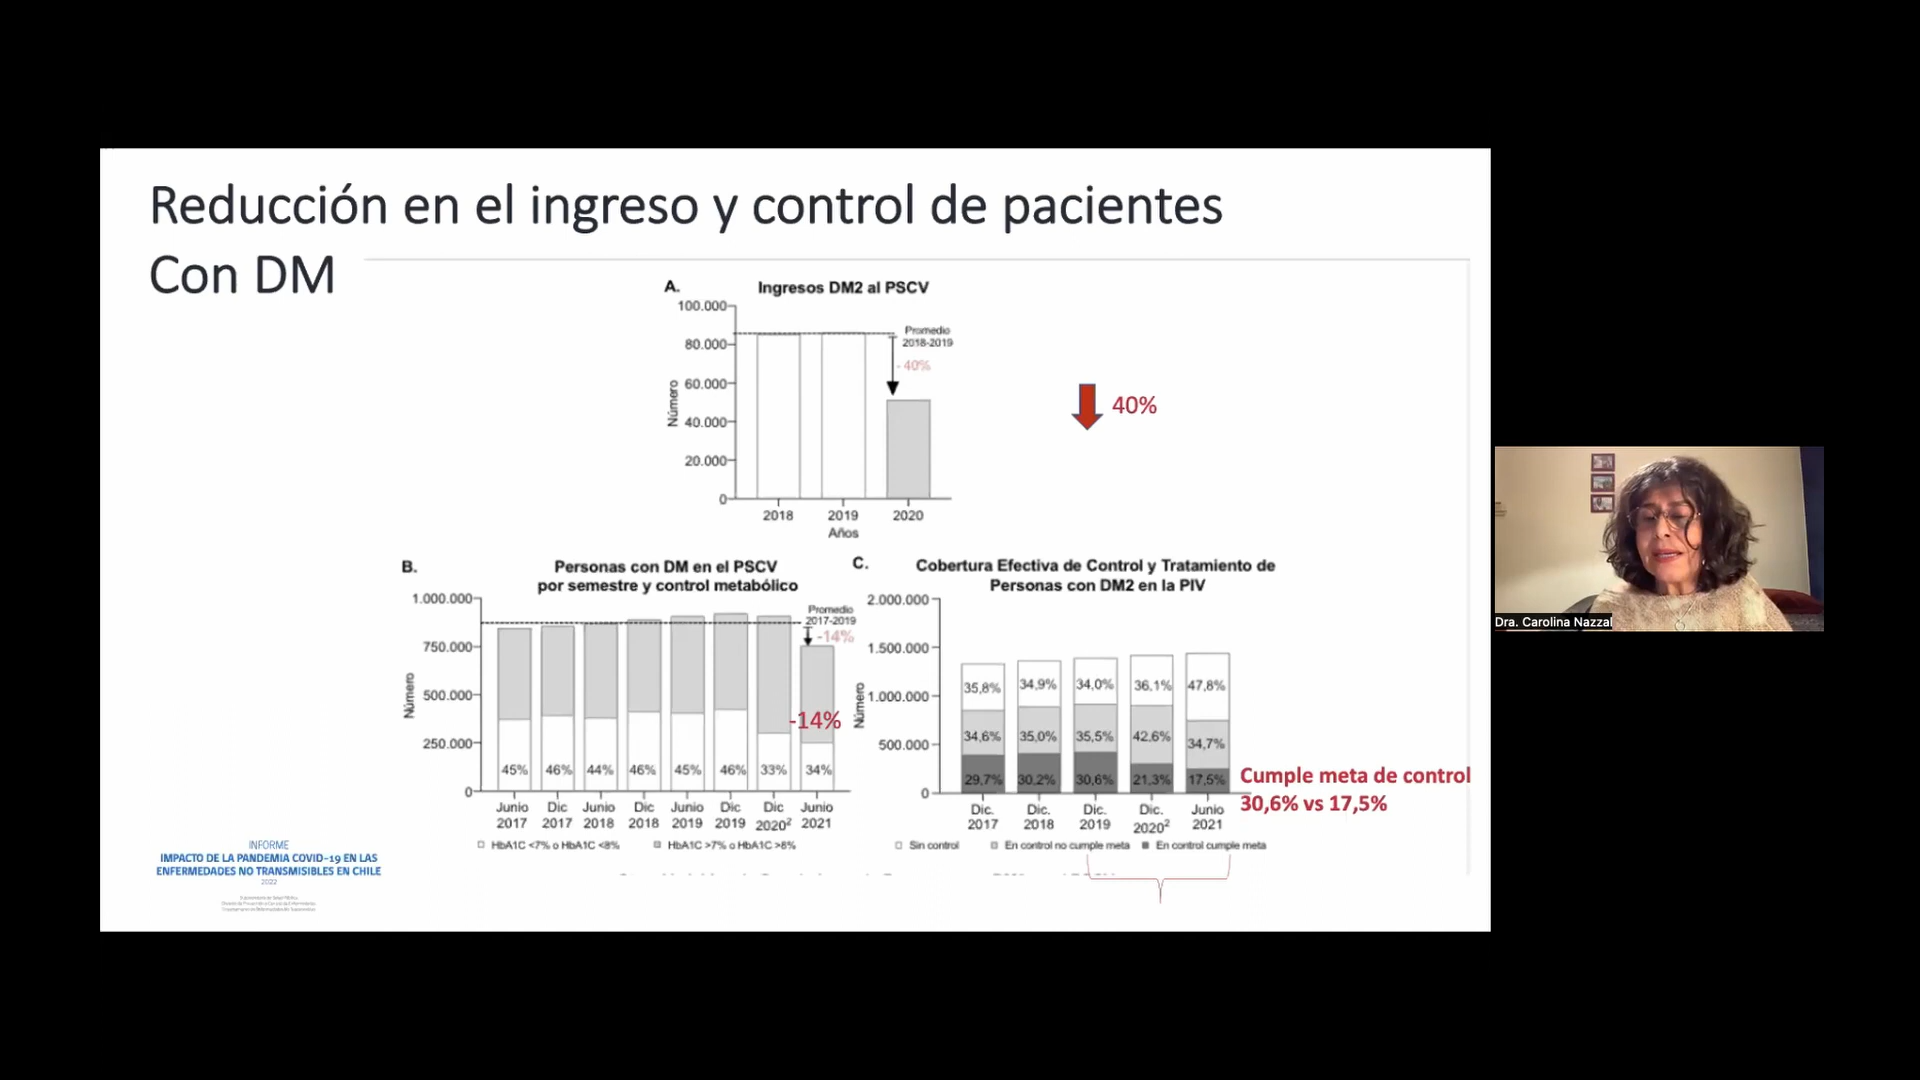 Reducción en el ingreso y control de pacientes
Con DM
A.
Ingresos DM2 al PSCV
100.000
80.000
60.000
40.000
20.000
0
Número
Promedio
2018-2019
- 40%
2018
2019
2020
Años
40%
B.
Personas con DM en el PSCV
por semestre y control metabólico
1.000.000
750.000
500.000
250.000
0
Número
Promedio
2017-2019
-14%
-14%
45%
46%
44%
46%
45%
46%
33%
34%
Junio
2017
Dic
2017
Junio
2018
Dic
2018
Junio
2019
Dic
2019
Dic
2020²
Junio
2021
HbA1C <7% o HbA1C <8%
HbA1C >7% o HbA1C >8%
C.
Cobertura Efectiva de Control y Tratamiento de
Personas con DM2 en la PIV
2.000.000
1.500.000
1.000.000
500.000
0
Número
35,8%
34,9%
34,0%
36,1%
47,8%
34,6%
35,0%
35,5%
42,6%
34,7%
29,7%
30,2%
30,6%
21,3%
17,5%
Dic.
2017
Dic.
2018
Dic.
2019
Dic.
2020²
Junio
2021
Sin control
En control no cumple meta
En control cumple meta
Cumple meta de control
30,6% vs 17,5%
INFORME
IMPACTO DE LA PANDEMIA COVID-19 EN LAS
ENFERMEDADES NO TRANSMISIBLES EN CHILE
2022
Dra. Carolina Nazzal